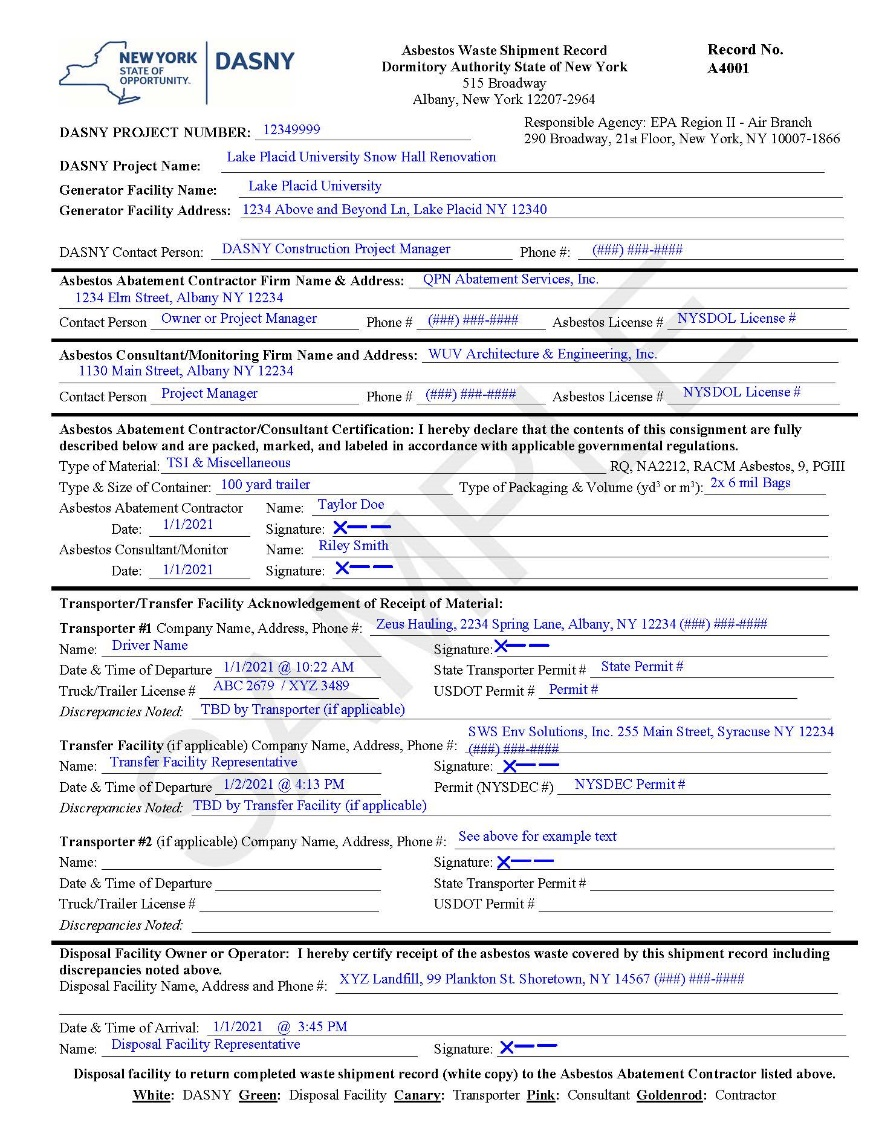 NEW YORK
STATE OF
OPPORTUNITY.
DASNY
Asbestos Waste Shipment Record
Dormitory Authority State of New York
515 Broadway
Albany, New York 12207-2964
Record No.
A4001
Responsible Agency: EPA Region II - Air Branch
290 Broadway, 21st Floor, New York, NY 10007-1866
DASNY PROJECT NUMBER: 12349999
DASNY Project Name: Lake Placid University Snow Hall Renovation
Generator Facility Name: Lake Placid University
Generator Facility Address: 1234 Above and Beyond Ln, Lake Placid NY 12340
DASNY Contact Person: DASNY Construction Project Manager Phone #: (###) ###-####
Asbestos Abatement Contractor Firm Name & Address: QPN Abatement Services, Inc.
1234 Elm Street, Albany NY 12234
Contact Person Owner or Project Manager Phone # (###) ###-#### Asbestos License # NYSDOL License #
Asbestos Consultant/Monitoring Firm Name and Address: WUV Architecture & Engineering, Inc.
1130 Main Street, Albany NY 12234
Contact Person Project Manager Phone # (###) ###-#### Asbestos License # NYSDOL License #
Asbestos Abatement Contractor/Consultant Certification: I hereby declare that the contents of this consignment are fully
described below and are packed, marked, and labeled in accordance with applicable governmental regulations.
Type of Material: TSI & Miscellaneous RQ, NA2212, RACM Asbestos, 9, PGIII
Type & Size of Container: 100 yard trailer Type of Packaging & Volume (yd³ or m³): 2x 6 mil Bags
Asbestos Abatement Contractor Name: Taylor Doe
Date: 1/1/2021 Signature: X
Asbestos Consultant/Monitor Name: Riley Smith
Date: 1/1/2021 Signature: X
Transporter/Transfer Facility Acknowledgement of Receipt of Material:
Transporter #1 Company Name, Address, Phone #: Zeus Hauling, 2234 Spring Lane, Albany, NY 12234 (###) ###-####
Name: Driver Name Signature: X
Date & Time of Departure 1/1/2021 @ 10:22 AM State Transporter Permit # State Permit #
Truck/Trailer License # ABC 2679 / XYZ 3489 USDOT Permit # Permit #
Discrepancies Noted: TBD by Transporter (if applicable)
Transfer Facility (if applicable) Company Name, Address, Phone #: SWS Env Solutions, Inc. 255 Main Street, Syracuse NY 12234
(###) ###-####
Name: Transfer Facility Representative Signature: X
Date & Time of Departure 1/2/2021 @ 4:13 PM Permit (NYSDEC #) NYSDEC Permit #
Discrepancies Noted: TBD by Transfer Facility (if applicable)
Transporter #2 (if applicable) Company Name, Address, Phone #: See above for example text
Name: Signature: X
Date & Time of Departure State Transporter Permit #
Truck/Trailer License # USDOT Permit #
Discrepancies Noted:
Disposal Facility Owner or Operator: I hereby certify receipt of the asbestos waste covered by this shipment record including
discrepancies noted above.
Disposal Facility Name, Address and Phone #: XYZ Landfill, 99 Plankton St. Shoretown, NY 14567 (###) ###-####
Date & Time of Arrival: 1/1/2021 @ 3:45 PM
Name: Disposal Facility Representative Signature: X
Disposal facility to return completed waste shipment record (white copy) to the Asbestos Abatement Contractor listed above.
White: DASNY Green: Disposal Facility Canary: Transporter Pink: Consultant Goldenrod: Contractor
SAMPLE